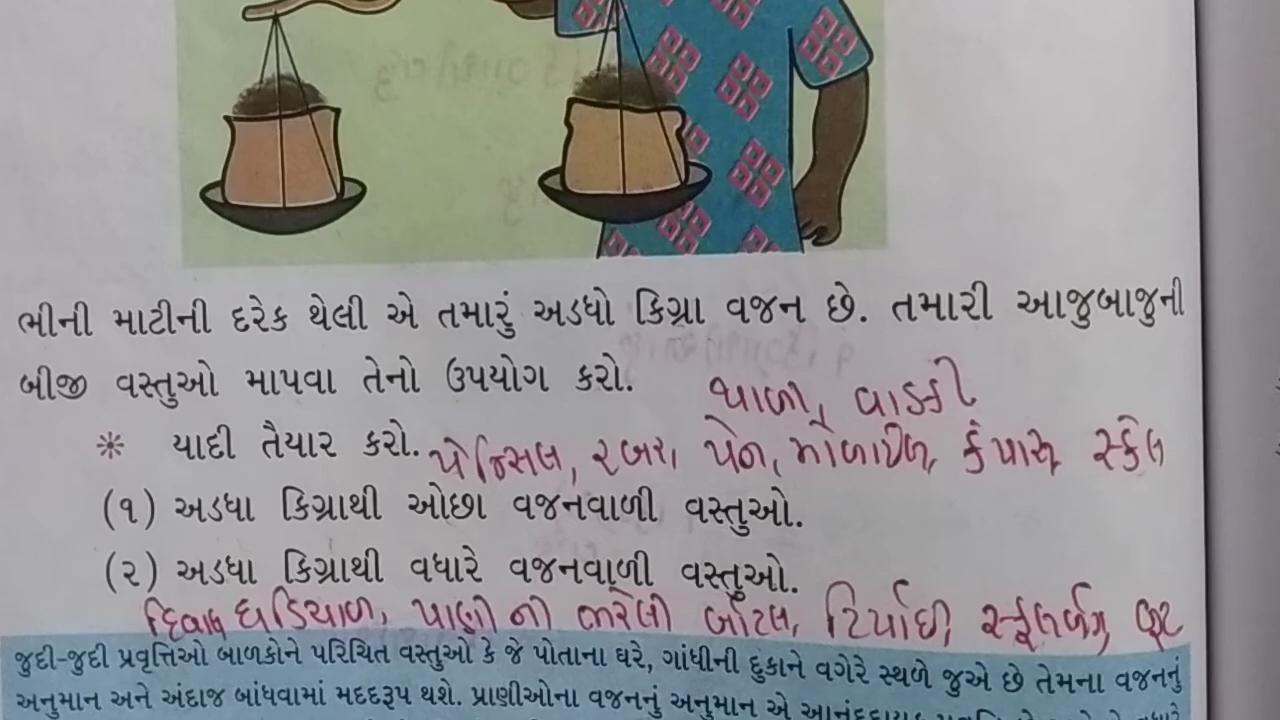 ભીની માટીની દરેક થેલી એ તમારું અડધો કિગ્રા વજન છે. તમારી આજુબાજુની
બીજી વસ્તુઓ માપવા તેનો ઉપયોગ કરો.
થાળી, વાડકી
* યાદી તૈયાર કરો. પેન્સિલ, રબર, પેન, મોબાઈલ, કંપાસ સ્કેલ
(૧) અડધા કિગ્રાથી ઓછા વજનવાળી વસ્તુઓ.
(૨) અડધા કિગ્રાથી વધારે વજનવાળી વસ્તુઓ.
દિવાલ ઘડિયાળ, પાણી ની ભરેલી બોટલ, સ્કૂલબેગ
જુદી-જુદી પ્રવૃત્તિઓ બાળકોને પરિચિત વસ્તુઓ કે જે પોતાના ઘરે, ગાંધીની દુકાને વગેરે સ્થળે જુએ છે તેમના વજનનું
અનુમાન અને અંદાજ બાંધવામાં મદદરૂપ થશે. પ્રાણીઓના વજનનું અનુમાન એ